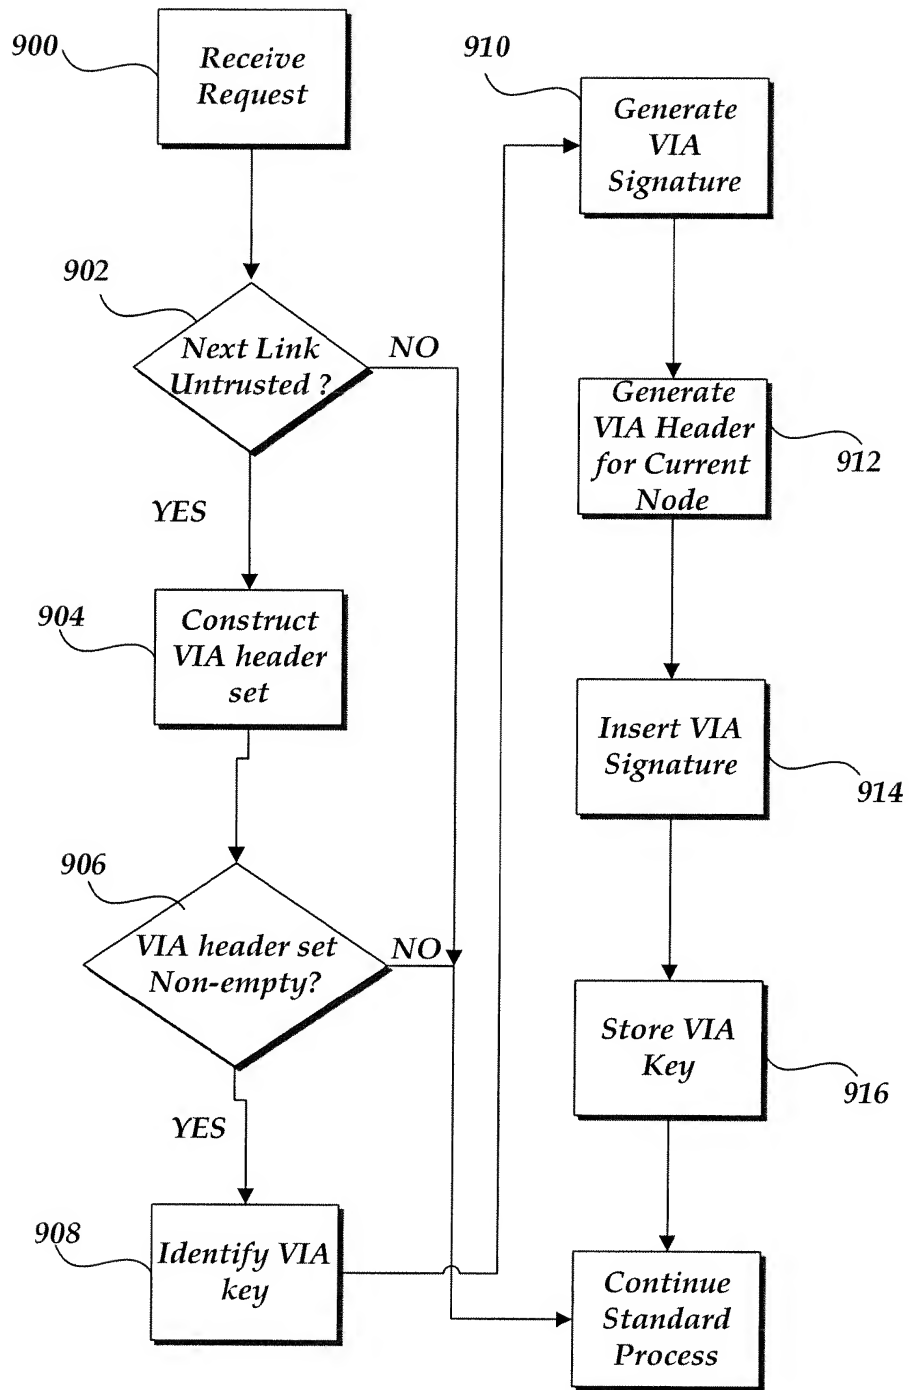 900
Receive
Request
902
Next Link
Untrusted ?
NO
YES
904
Construct
VIA header
set
906
VIA header set
Non-empty?
NO
YES
908
Identify VIA
key
910
Generate
VIA
Signature
Generate
VIA Header
for Current
Node
912
Insert VIA
Signature
914
Store VIA
Key
916
Continue
Standard
Process